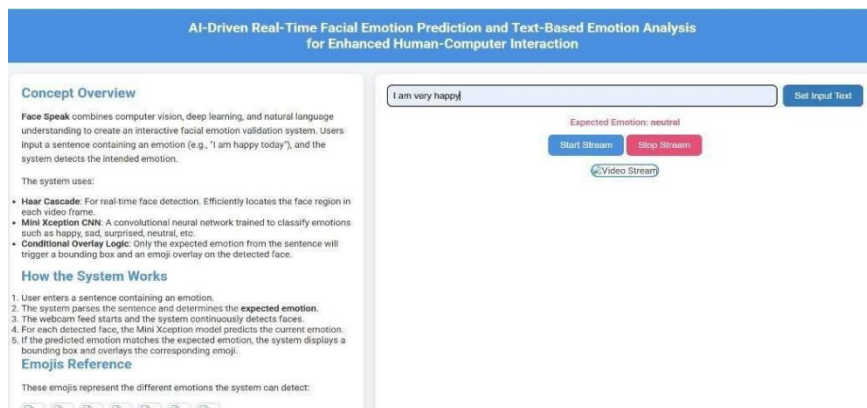 AI-Driven Real-Time Facial Emotion Prediction and Text-Based Emotion Analysis
for Enhanced Human-Computer Interaction
Concept Overview
Face Speak combines computer vision, deep learning, and natural language
understanding to create an interactive facial emotion validation system. Users
input a sentence containing an emotion (e.g., "I am happy today"), and the
system detects the intended emotion.
The system uses:
• Haar Cascade: For real-time face detection. Efficiently locates the face region in
each video frame.
• Mini Xception CNN: A convolutional neural network trained to classify emotions
such as happy, sad, surprised, neutral, etc.
• Conditional Overlay Logic: Only the expected emotion from the sentence will
trigger a bounding box and an emoji overlay on the detected face.
How the System Works
1. User enters a sentence containing an emotion.
2. The system parses the sentence and determines the expected emotion.
3. The webcam feed starts and the system continuously detects faces.
4. For each detected face, the Mini Xception model predicts the current emotion.
5. If the predicted emotion matches the expected emotion, the system displays a
bounding box and overlays the corresponding emoji.
Emojis Reference
These emojis represent the different emotions the system can detect:
I am very happy
Set Input Text
Expected Emotion: neutral
Start Stream
Stop Stream
Video Stream